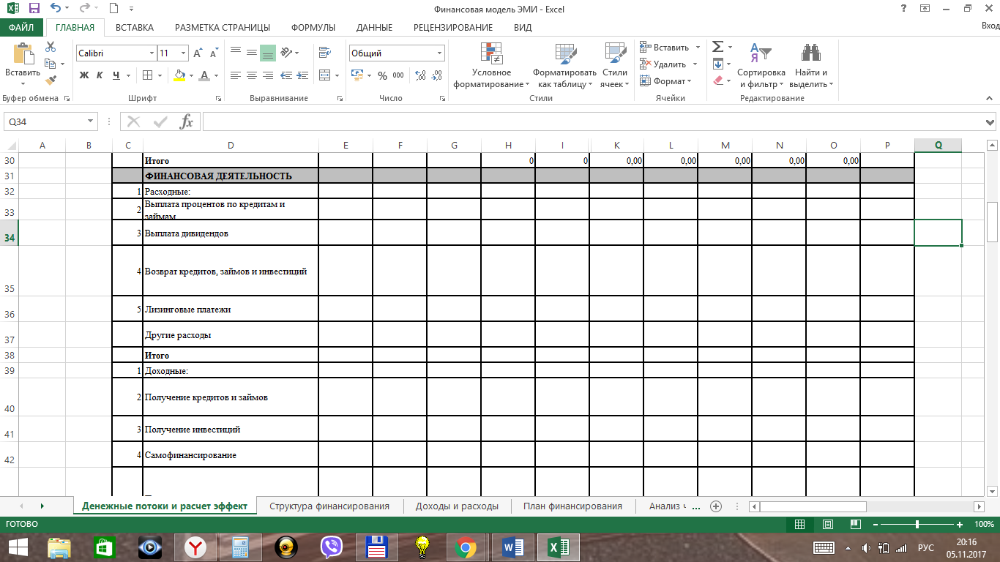 Финансовая модель ЭМИ - Excel
?
ФАЙЛ ГЛАВНАЯ ВСТАВКА РАЗМЕТКА СТРАНИЦЫ ФОРМУЛЫ ДАННЫЕ РЕЦЕНЗИРОВАНИЕ ВИД Вход
Вставить
Calibri 11
Ж К Ч
Общий
% 000
Условное форматирование
Форматировать как таблицу
Стили ячеек
Вставить
Удалить
Формат
Сортировка и фильтр
Найти и выделить
Буфер обмена Шрифт Выравнивание Число Стили Ячейки Редактирование
Q34 fx
A B C D E F G H I K L M N O P Q
30 Итого 0 0 0,00 0,00 0,00 0,00 0,00
31 ФИНАНСОВАЯ ДЕЯТЕЛЬНОСТЬ
32 1 Расходные:
33 2 Выплата процентов по кредитам и
займам
34 3 Выплата дивидендов
35 4 Возврат кредитов, займов и инвестиций
36 5 Лизинговые платежи
37 Другие расходы
38 Итого
39 1 Доходные:
40 2 Получение кредитов и займов
41 3 Получение инвестиций
42 4 Самофинансирование
Денежные потоки и расчет эффект Структура финансирования Доходы и расходы План финансирования Анализ ч ...
ГОТОВО 100%
РУС 20:16
05.11.2017